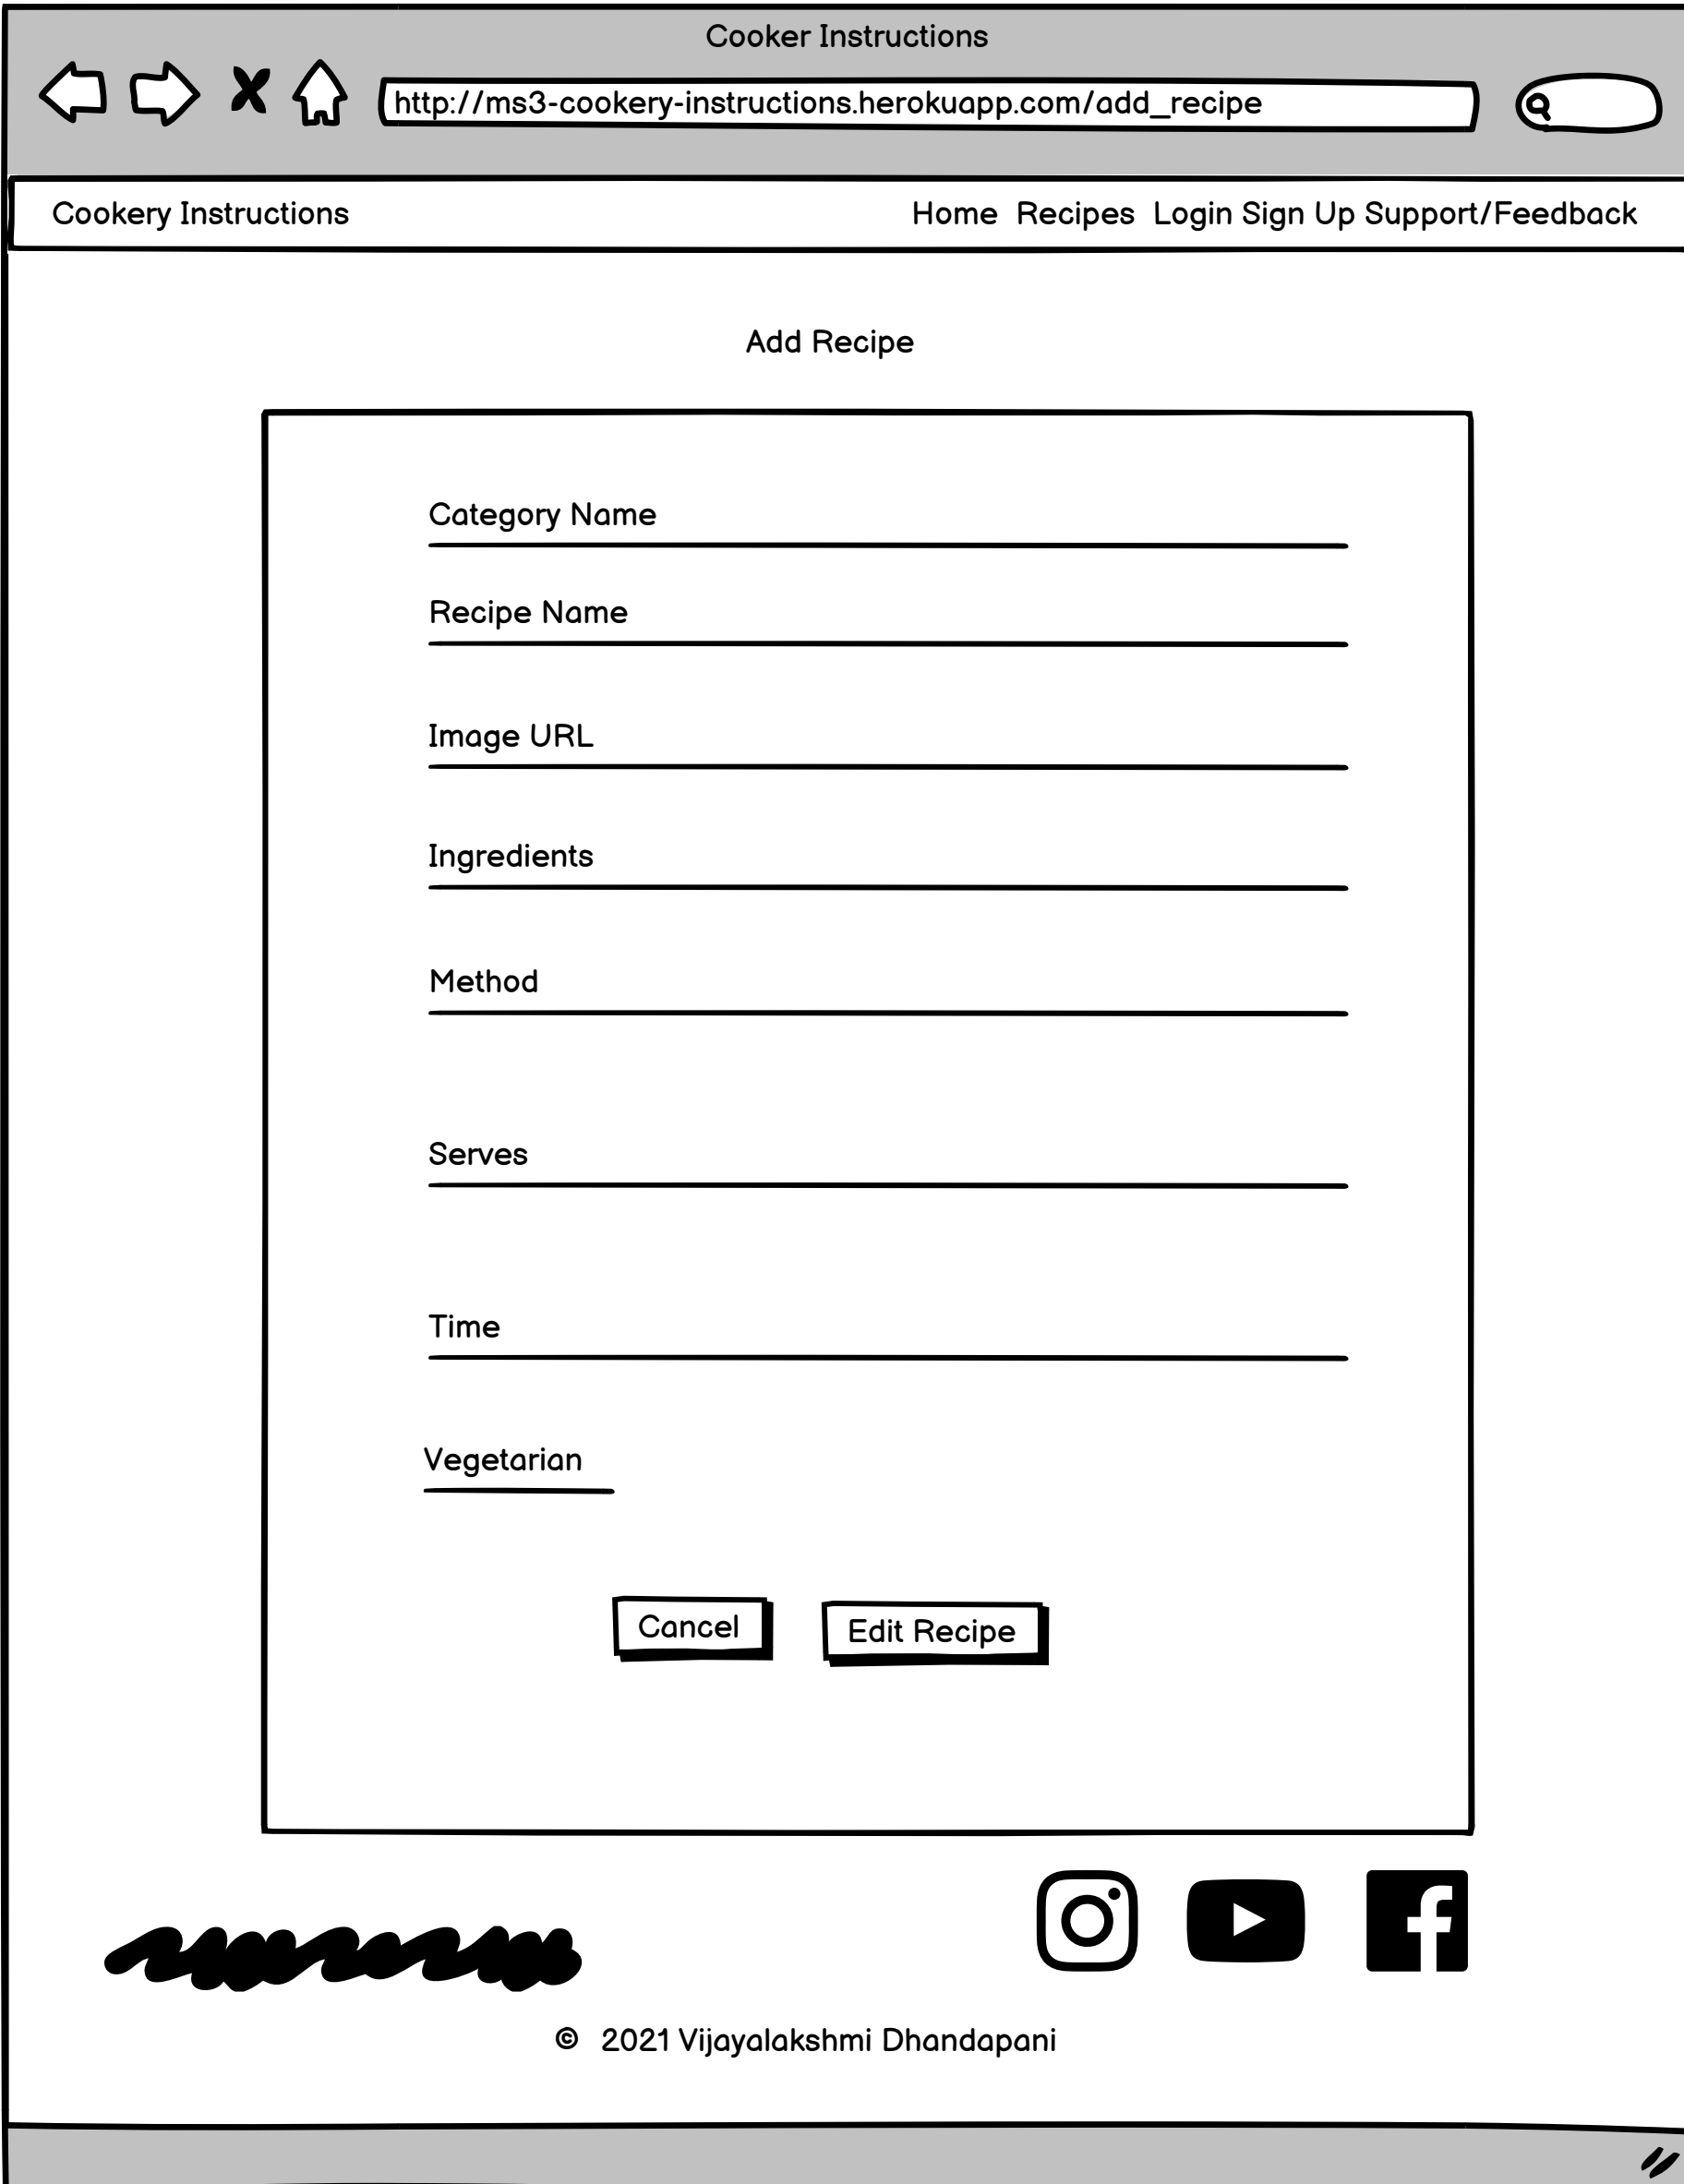 Cooker Instructions
http://ms3-cookery-instructions.herokuapp.com/add_recipe
Cookery Instructions Home Recipes Login Sign Up Support/Feedback
Add Recipe
Category Name
Recipe Name
Image URL
Ingredients
Method
Serves
Time
Vegetarian
Cancel Edit Recipe
© 2021 Vijayalakshmi Dhandapani